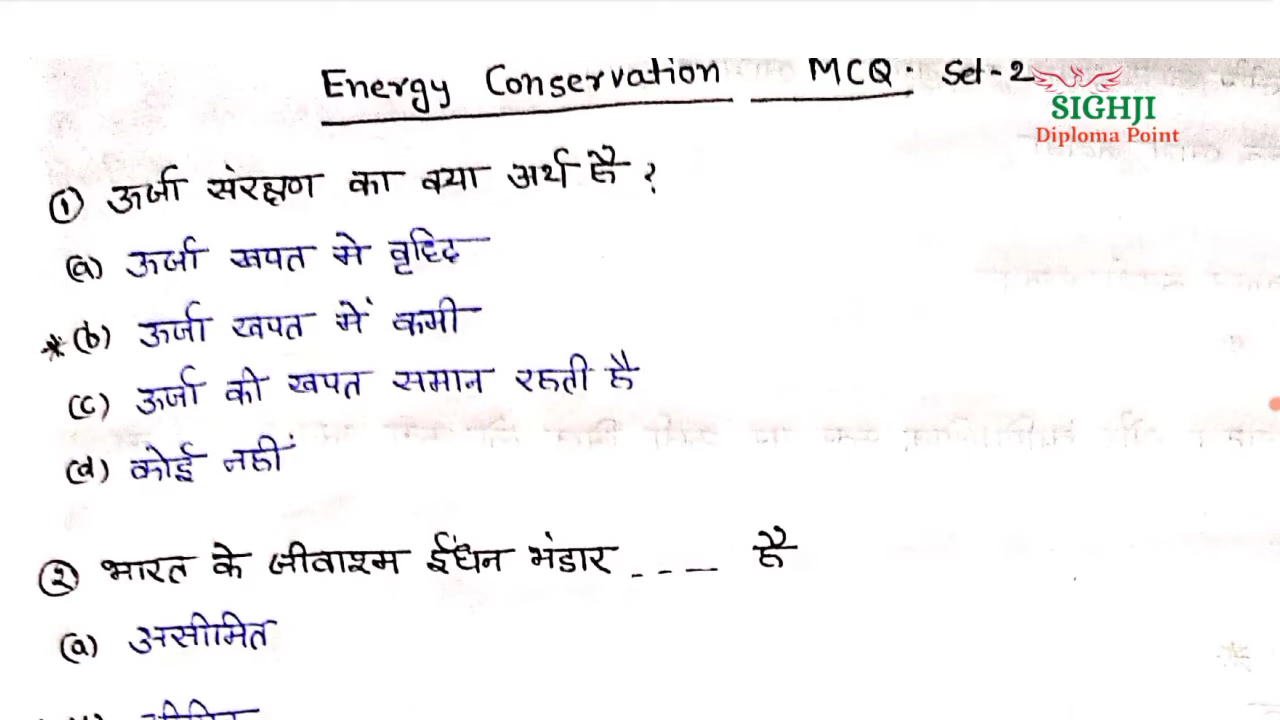 Energy Conservation MCQ. Set-2
SIGHJI
Diploma Point
① ऊर्जा संरक्षण का क्या अर्थ है ?
(a) ऊर्जा खपत मे वृध्दि
*(b) ऊर्जा खपत में कमी
(c) ऊर्जा की खपत समान रहती है
(d) कोई नहीं
② भारत के जीवाश्म ईंधन भंडार _ _ _ है
(a) असीमित